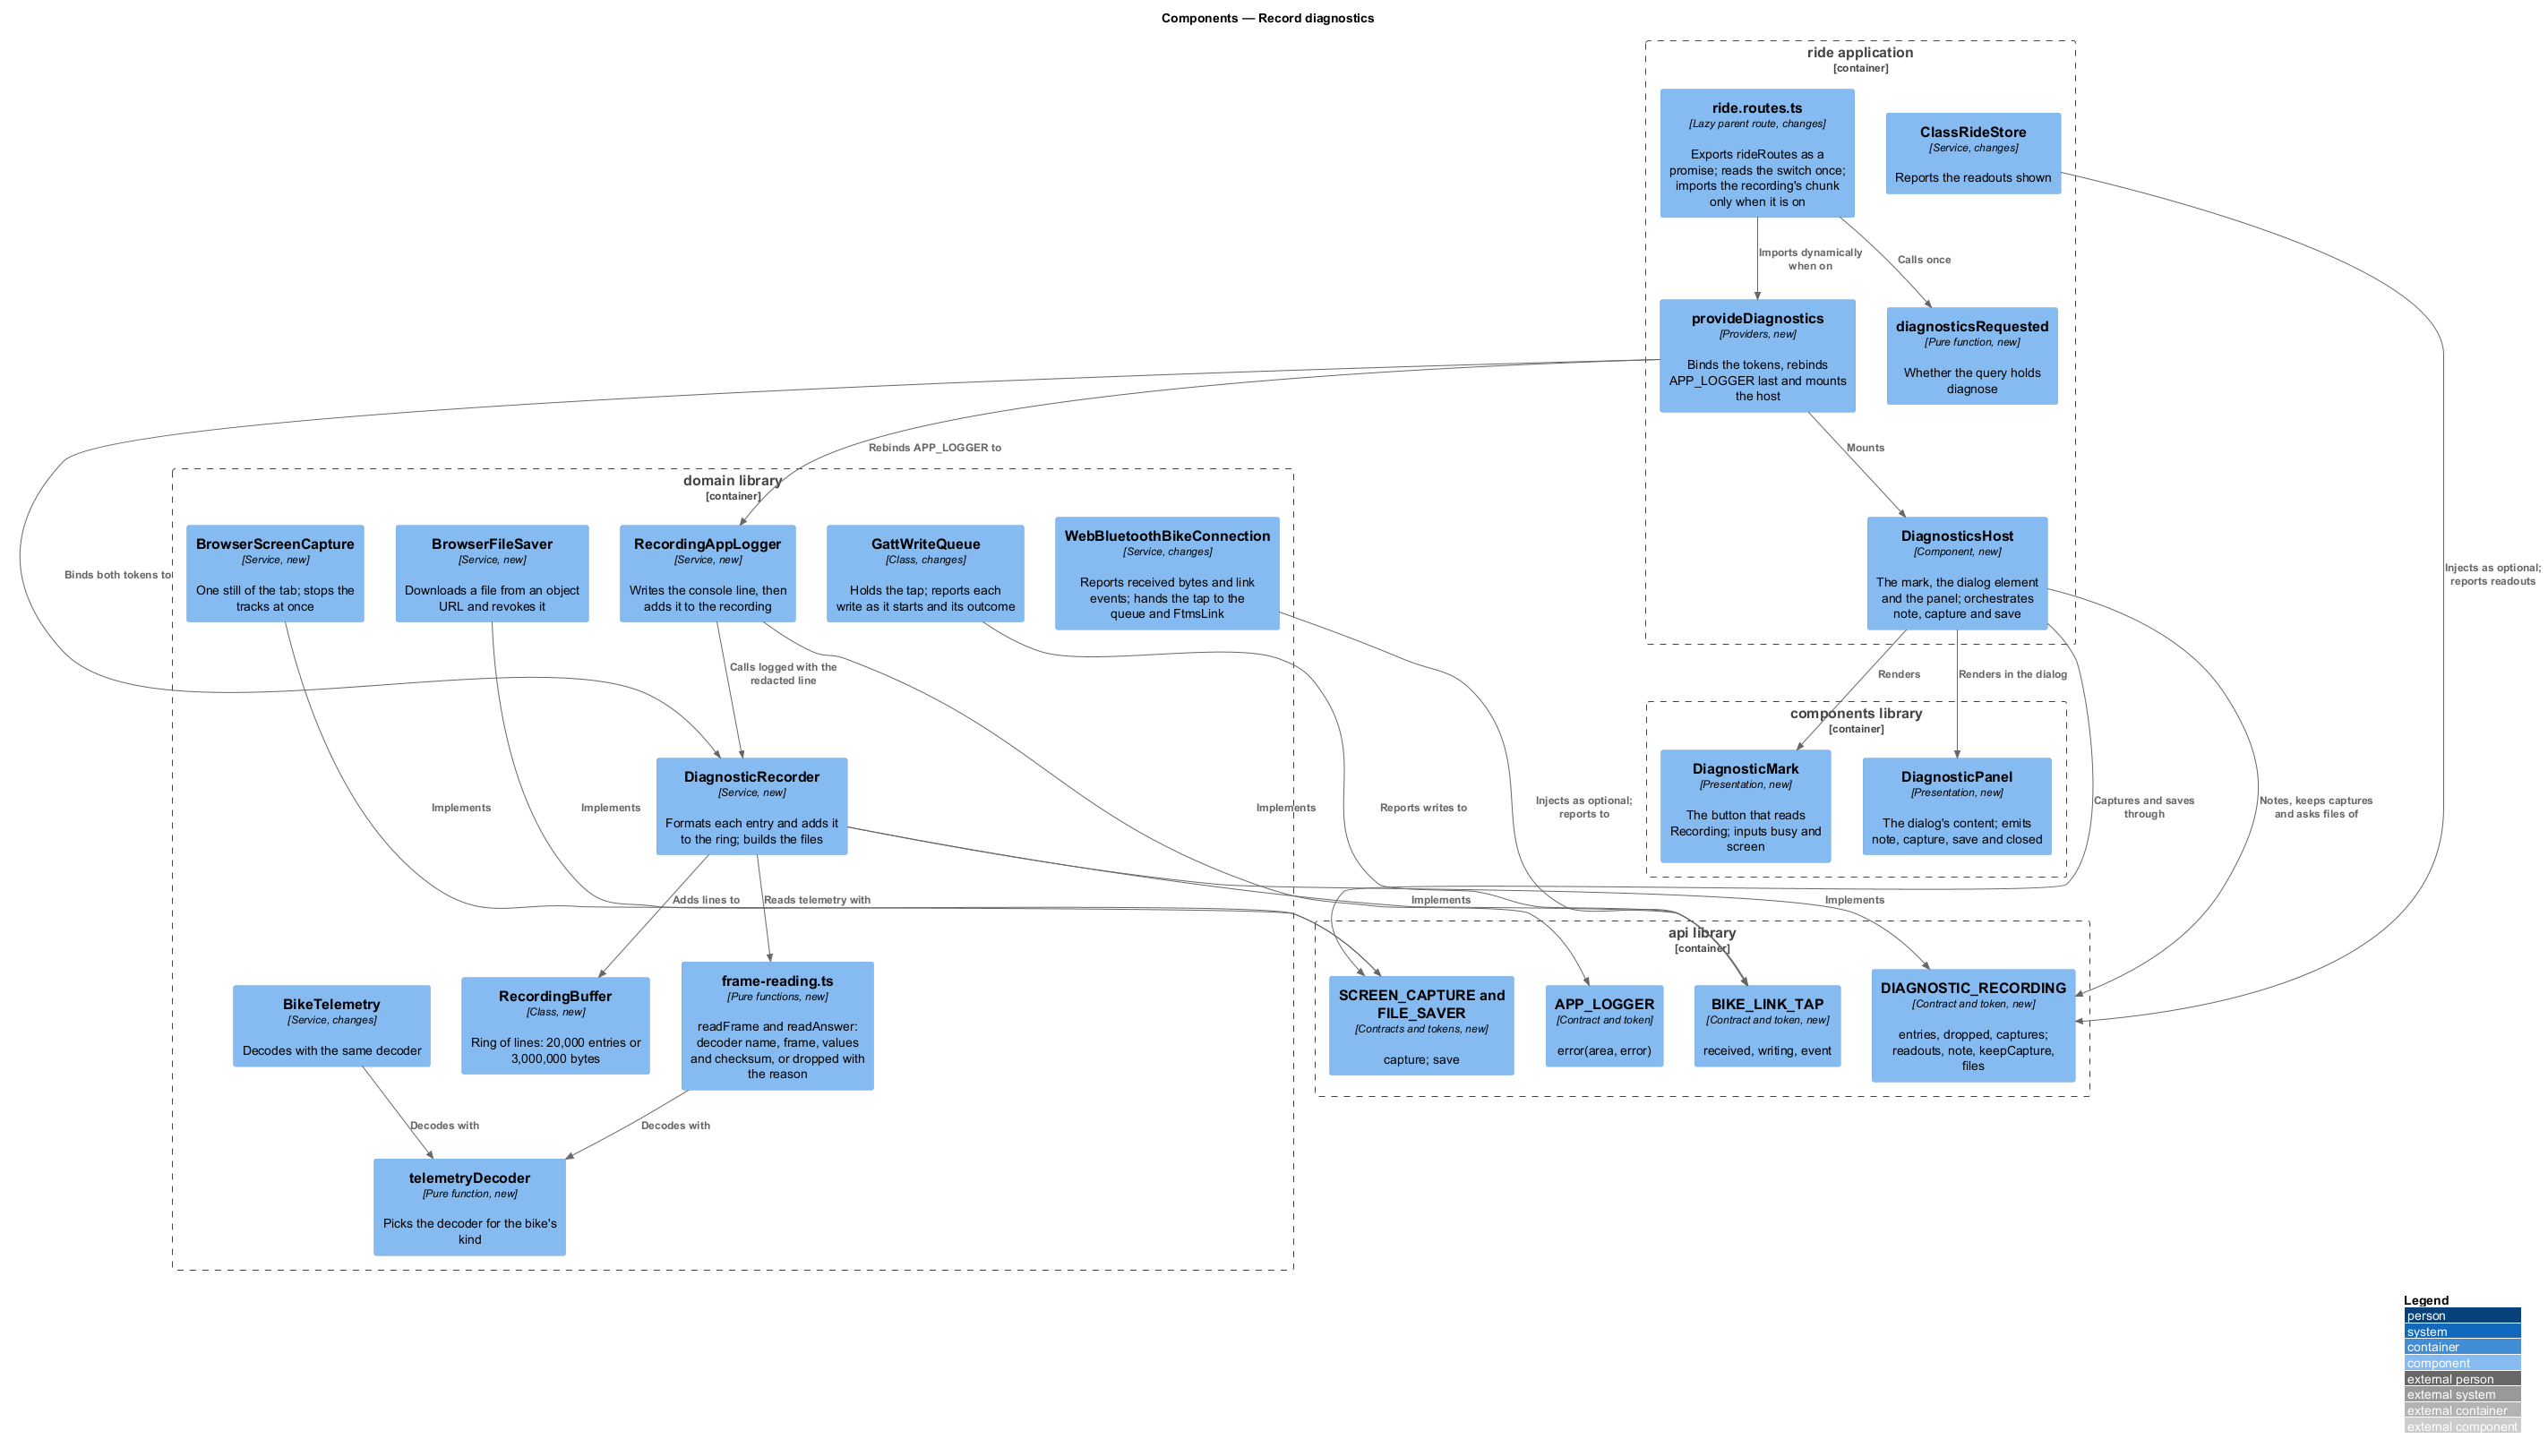 Components — Record diagnostics
ride application
[container]
ride.routes.ts
[Lazy parent route, changes]
Exports rideRoutes as a
promise; reads the switch once;
imports the recording's chunk
only when it is on
ClassRideStore
[Service, changes]
Reports the readouts shown
Imports dynamically
when on
Calls once
provideDiagnostics
[Providers, new]
Binds the tokens, rebinds
APP_LOGGER last and mounts
the host
diagnosticsRequested
[Pure function, new]
Whether the query holds
diagnose
Rebinds APP_LOGGER to
Mounts
domain library
[container]
BrowserScreenCapture
[Service, new]
One still of the tab; stops the
tracks at once
BrowserFileSaver
[Service, new]
Downloads a file from an object
URL and revokes it
RecordingAppLogger
[Service, new]
Writes the console line, then
adds it to the recording
GattWriteQueue
[Class, changes]
Holds the tap; reports each
write as it starts and its outcome
WebBluetoothBikeConnection
[Service, changes]
Reports received bytes and link
events; hands the tap to the
queue and FtmsLink
DiagnosticsHost
[Component, new]
The mark, the dialog element
and the panel; orchestrates
note, capture and save
Binds both tokens to
Injects as optional;
reports readouts
Calls logged with the
redacted line
Renders
Renders in the dialog
components library
[container]
DiagnosticMark
[Presentation, new]
The button that reads
Recording; inputs busy and
screen
DiagnosticPanel
[Presentation, new]
The dialog's content; emits
note, capture, save and closed
DiagnosticRecorder
[Service, new]
Formats each entry and adds it
to the ring; builds the files
Implements
Implements
Implements
Reports writes to
Injects as optional;
reports to
Captures and saves
through
Notes, keeps captures
and asks files of
Adds lines to
Reads telemetry with
Implements
Implements
api library
[container]
BikeTelemetry
[Service, changes]
Decodes with the same decoder
RecordingBuffer
[Class, new]
Ring of lines: 20,000 entries or
3,000,000 bytes
frame-reading.ts
[Pure functions, new]
readFrame and readAnswer:
decoder name, frame, values
and checksum, or dropped with
the reason
SCREEN_CAPTURE and
FILE_SAVER
[Contracts and tokens, new]
capture; save
APP_LOGGER
[Contract and token]
error(area, error)
BIKE_LINK_TAP
[Contract and token, new]
received, writing, event
DIAGNOSTIC_RECORDING
[Contract and token, new]
entries, dropped, captures;
readouts, note, keepCapture,
files
Decodes with
Decodes with
telemetryDecoder
[Pure function, new]
Picks the decoder for the bike's
kind
Legend
person
system
container
component
external person
external system
external container
external component